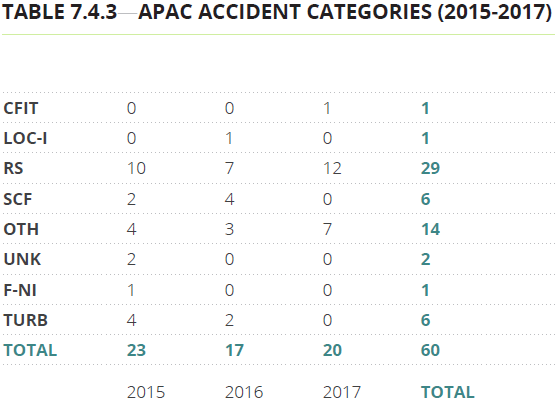 TABLE 7.4.3—APAC ACCIDENT CATEGORIES (2015-2017)
CFIT 0 0 1 1
LOC-I 0 1 0 1
RS 10 7 12 29
SCF 2 4 0 6
OTH 4 3 7 14
UNK 2 0 0 2
F-NI 1 0 0 1
TURB 4 2 0 6
TOTAL 23 17 20 60
2015 2016 2017 TOTAL